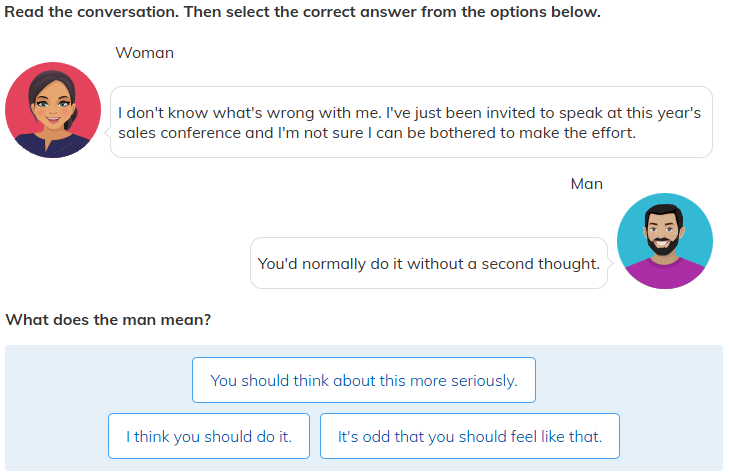 Read the conversation. Then select the correct answer from the options below.
Woman
I don't know what's wrong with me. I've just been invited to speak at this year's
sales conference and I'm not sure I can be bothered to make the effort.
Man
You'd normally do it without a second thought.
What does the man mean?
You should think about this more seriously.
I think you should do it.
It's odd that you should feel like that.